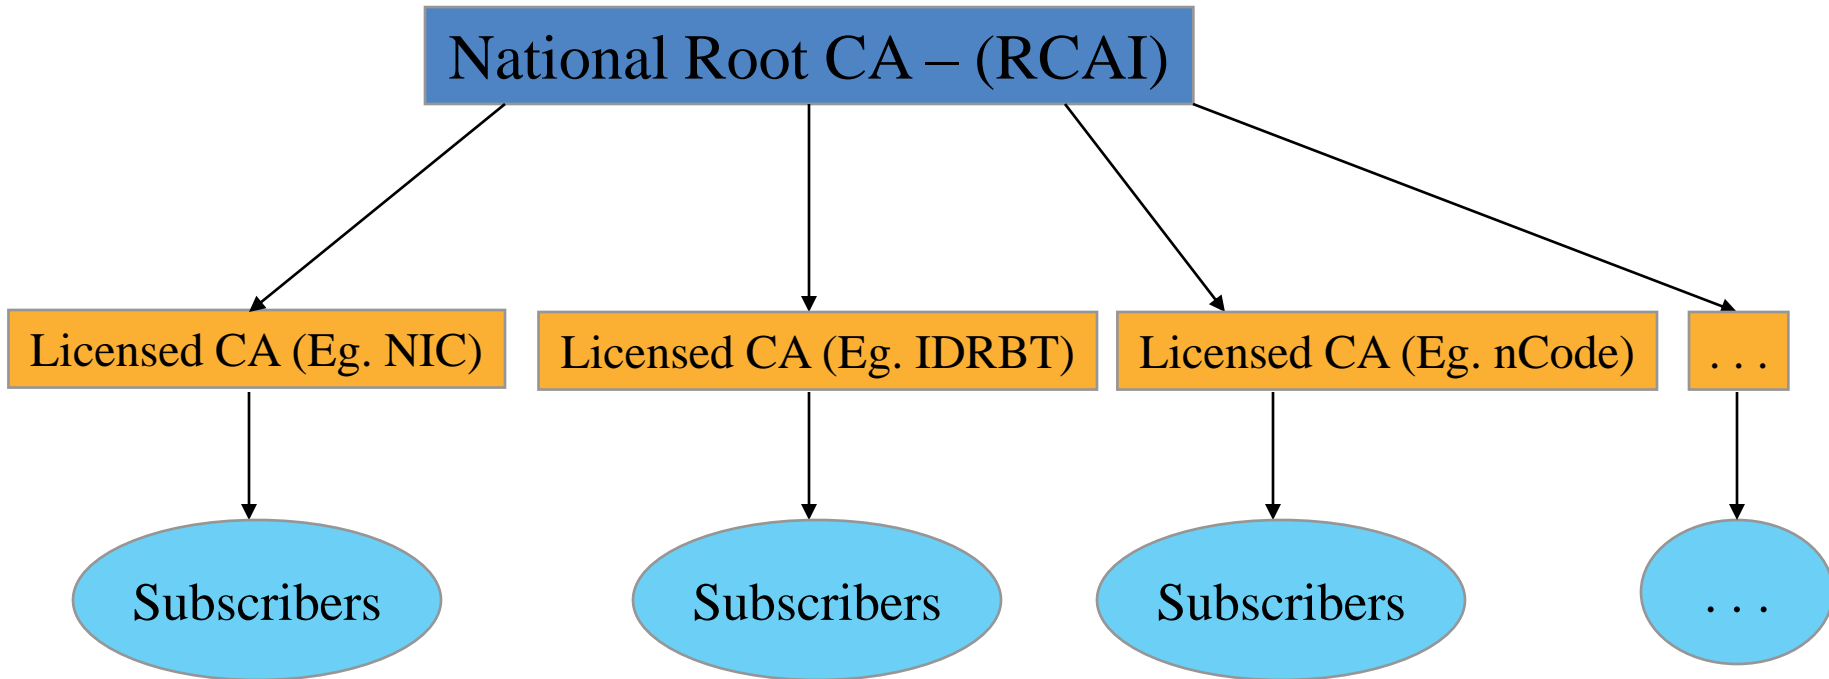 National Root CA – (RCAI)
Licensed CA (Eg. NIC)
Licensed CA (Eg. IDRBT)
Licensed CA (Eg. nCode)
. . .
Subscribers
Subscribers
Subscribers
. . .